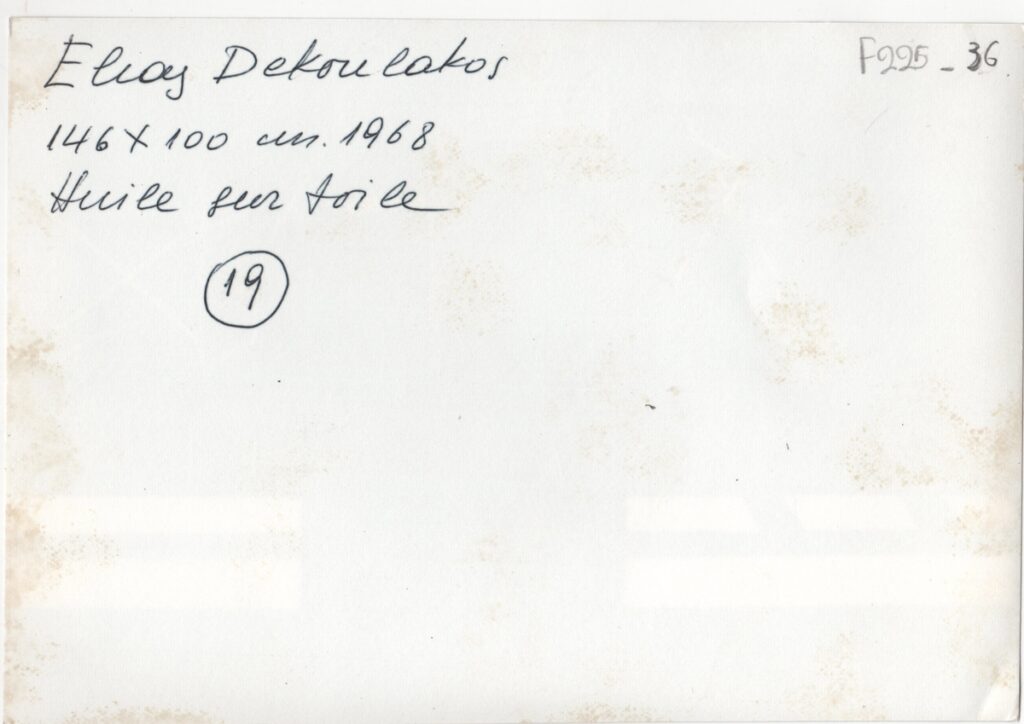 Elias Dekoulakos
F225_36
146 X 100 cm. 1968
Huile sur toile
19